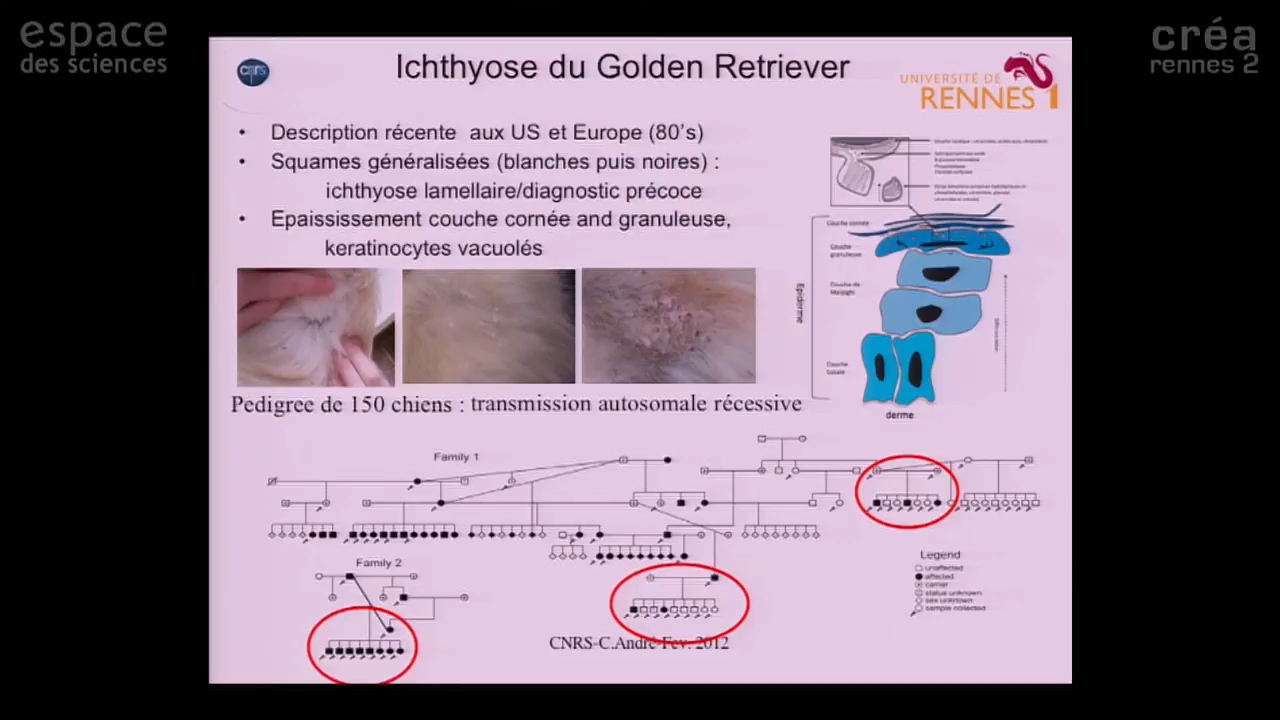 espace
des sciences
créa
rennes 2
cnrs
Ichthyose du Golden Retriever
UNIVERSITÉ DE
RENNES 1
• Description récente aux US et Europe (80's)
• Squames généralisées (blanches puis noires) :
ichthyose lamellaire/diagnostic précoce
• Epaississement couche cornée and granuleuse,
keratinocytes vacuolés
Couche cornée
Couche
granuleuse
Couche de
Malpighi
Epiderme
Couche
basale
derme
Pedigree de 150 chiens : transmission autosomale récessive
Family 1
Family 2
Legend
unaffected
affected
carrier
status unknown
sex unknown
sample collected
CNRS-C.André-Fev. 2012